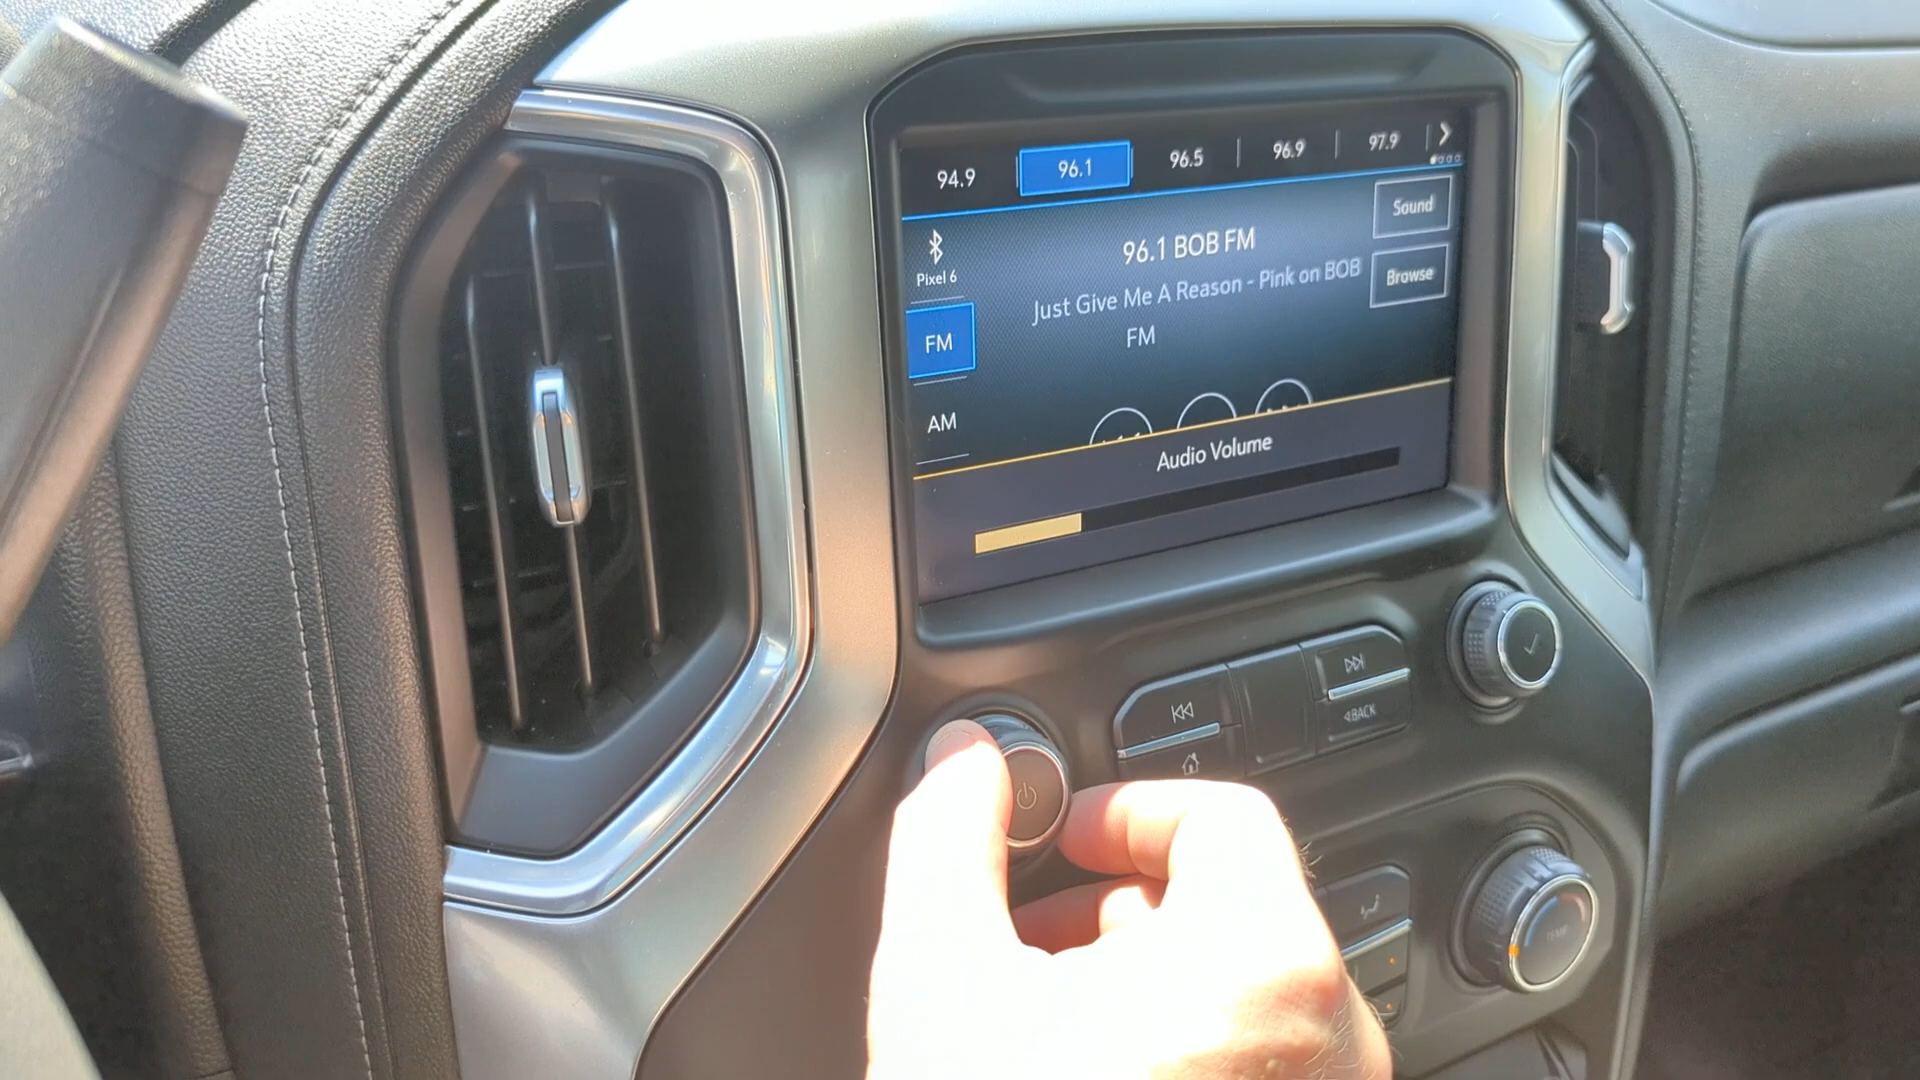 94.9
96.1
96.5
96.9
97.9
Sound
Pixel 6
96.1 BOB FM
Browse
Just Give Me A Reason - Pink on BOB
FM
FM
AM
Audio Volume
BACK
TEMP